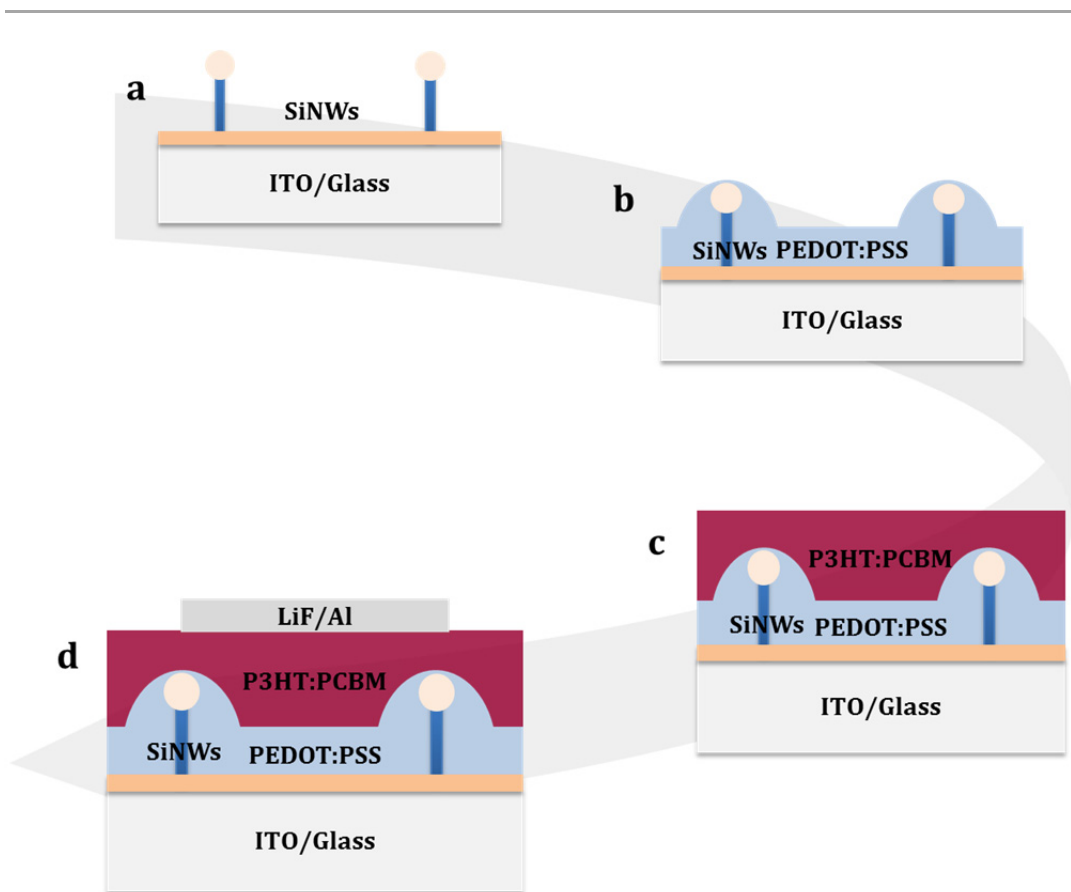 a
SiNWs
ITO/Glass
b
SiNWs PEDOT:PSS
ITO/Glass
c
P3HT:PCBM
SiNWs PEDOT:PSS
ITO/Glass
d
LiF/Al
P3HT:PCBM
SiNWs PEDOT:PSS
ITO/Glass